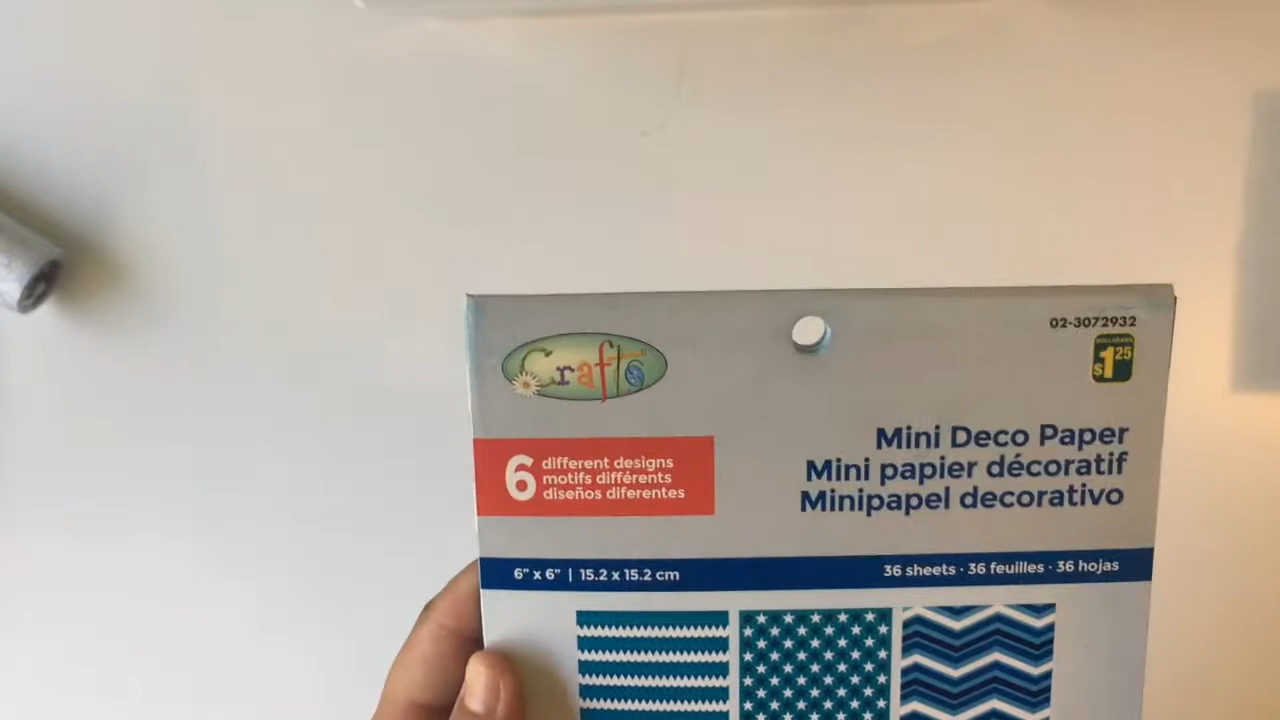 02-3072932
DOLLARAMA
$1.25
Crafts
Mini Deco Paper
Mini papier décoratif
Minipapel decorativo
6 different designs
motifs différents
diseños diferentes
6" x 6" | 15.2 x 15.2 cm
36 sheets · 36 feuilles · 36 hojas